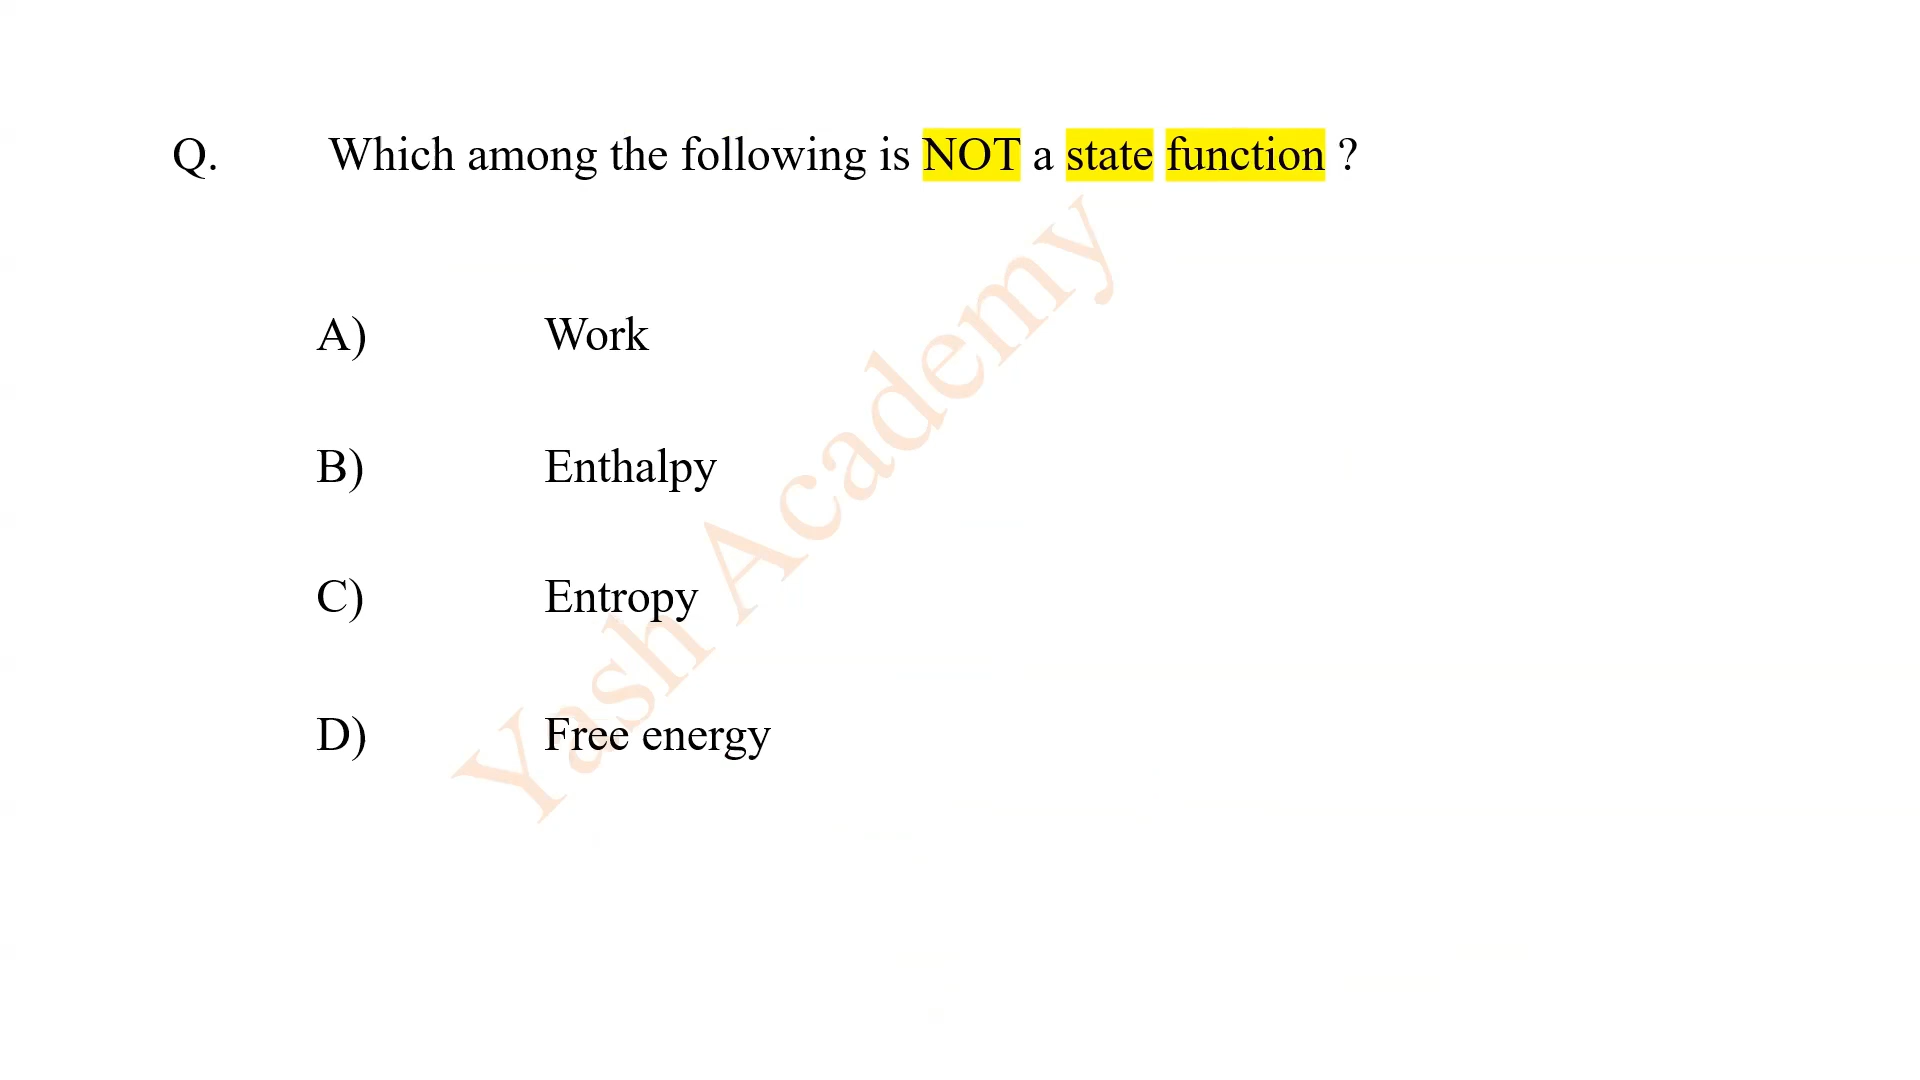 Q. Which among the following is NOT a state function ?
A) Work
B) Enthalpy
C) Entropy
D) Free energy
Yash Academy